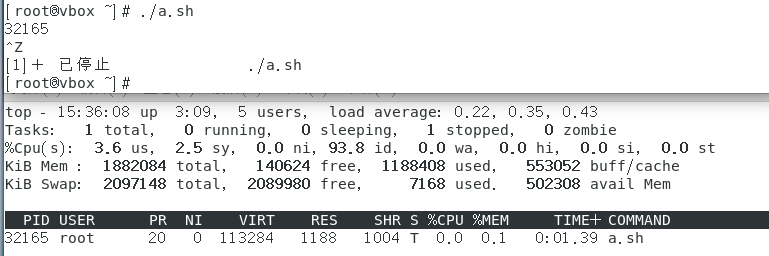 [root@vbox ~]# ./a.sh
32165
^Z
[1]+ 已停止 ./a.sh
[root@vbox ~]#
top - 15:36:08 up 3:09, 5 users, load average: 0.22, 0.35, 0.43
Tasks: 1 total, 0 running, 0 sleeping, 1 stopped, 0 zombie
%Cpu(s): 3.6 us, 2.5 sy, 0.0 ni, 93.8 id, 0.0 wa, 0.0 hi, 0.0 si, 0.0 st
KiB Mem : 1882084 total, 140624 free, 1188408 used, 553052 buff/cache
KiB Swap: 2097148 total, 2089980 free, 7168 used. 502308 avail Mem
PID USER PR NI VIRT RES SHR S %CPU %MEM TIME+ COMMAND
32165 root 20 0 113284 1188 1004 T 0.0 0.1 0:01.39 a.sh